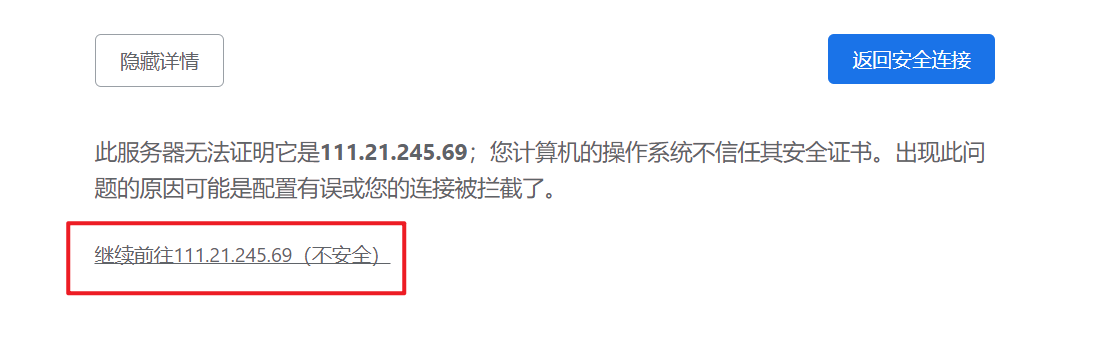 隐藏详情
返回安全连接
此服务器无法证明它是111.21.245.69；您计算机的操作系统不信任其安全证书。出现此问
题的原因可能是配置有误或您的连接被拦截了。
继续前往111.21.245.69（不安全）